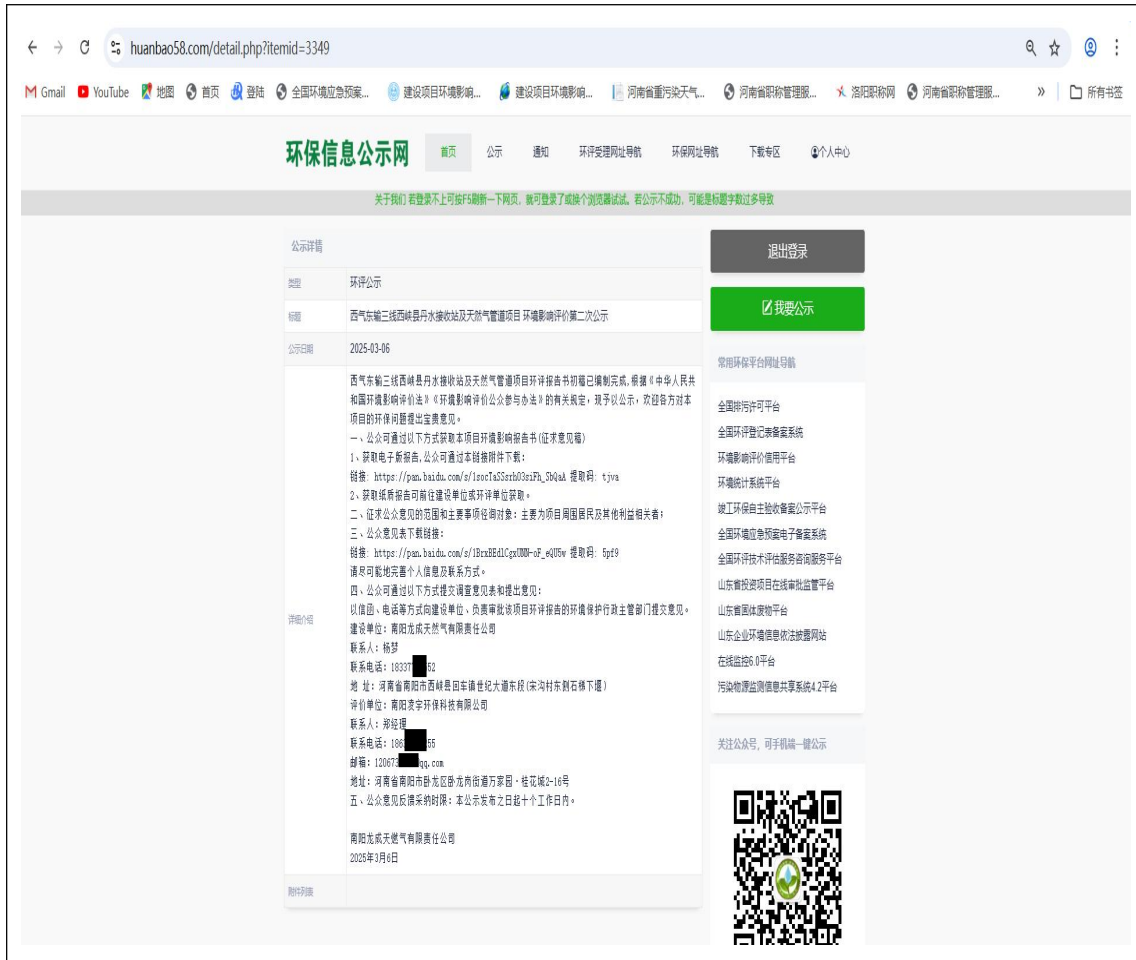 huanbao58.com/detail.php?itemid=3349
Gmail YouTube 地图 首页 登陆 全国环境应急预案... 建设项目环境影响... 建设项目环境影响... 河南省重污染天气... 河南省职称管理服... 洛阳职称网 河南省职称管理服... » 所有书签
环保信息公示网 首页 公示 通知 环评受理网址导航 环保网址导航 下载专区 个人中心
关于我们 若登录不上可按F5刷新一下网页，就可登录了或换个浏览器试试。若公示不成功，可能是标题字数过多导致
公示详情
类型 环评公示
标题 西气东输三线西峡县丹水接收站及天然气管道项目 环境影响评价第二次公示
公示日期 2025-03-06
详细介绍
西气东输三线西峡县丹水接收站及天然气管道项目环评报告书初稿已编制完成,根据《中华人民共
和国环境影响评价法》《环境影响评价公众参与办法》的有关规定，现予以公示，欢迎各方对本
项目的环保问题提出宝贵意见。
一、公众可通过以下方式获取本项目环境影响报告书(征求意见稿)
1、获取电子版报告,公众可通过本链接附件下载：
链接: https://pan.baidu.com/s/1socTaSSsrh03siFh_SbQaA 提取码: tjva
2、获取纸质报告可前往建设单位或环评单位获取。
二、征求公众意见的范围和主要事项径询对象：主要为项目周围居民及其他利益相关者；
三、公众意见表下载链接：
链接: https://pan.baidu.com/s/1BrxBEdlCgxUNN-oF_eQU5w 提取码: 5pf9
请尽可能地完善个人信息及联系方式。
四、公众可通过以下方式提交调查意见表和提出意见：
以信函、电话等方式向建设单位、负责审批该项目环评报告的环境保护行政主管部门提交意见。
建设单位：南阳龙成天然气有限责任公司
联系人：杨梦
联系电话：18337 52
地 址：河南省南阳市西峡县回车镇世纪大道东段(宋沟村东侧石梯下堰)
评价单位：南阳凌宇环保科技有限公司
联系人：郑经理
联系电话：186 55
邮箱：120673 qq.com
地址：河南省南阳市卧龙区卧龙岗街道万家园·桂花城2-16号
五、公众意见反馈采纳时限：本公示发布之日起十个工作日内。
南阳龙成天燃气有限责任公司
2025年3月6日
附件列表
退出登录
我要公示
常用环保平台网址导航
全国排污许可平台
全国环评登记表备案系统
环境影响评价信用平台
环境统计系统平台
竣工环保自主验收备案公示平台
全国环境应急预案电子备案系统
全国环评技术评估服务咨询服务平台
山东省投资项目在线审批监管平台
山东省固体废物平台
山东企业环境信息依法披露网站
在线监控6.0平台
污染物源监测信息共享系统4.2平台
关注公众号，可手机端一键公示